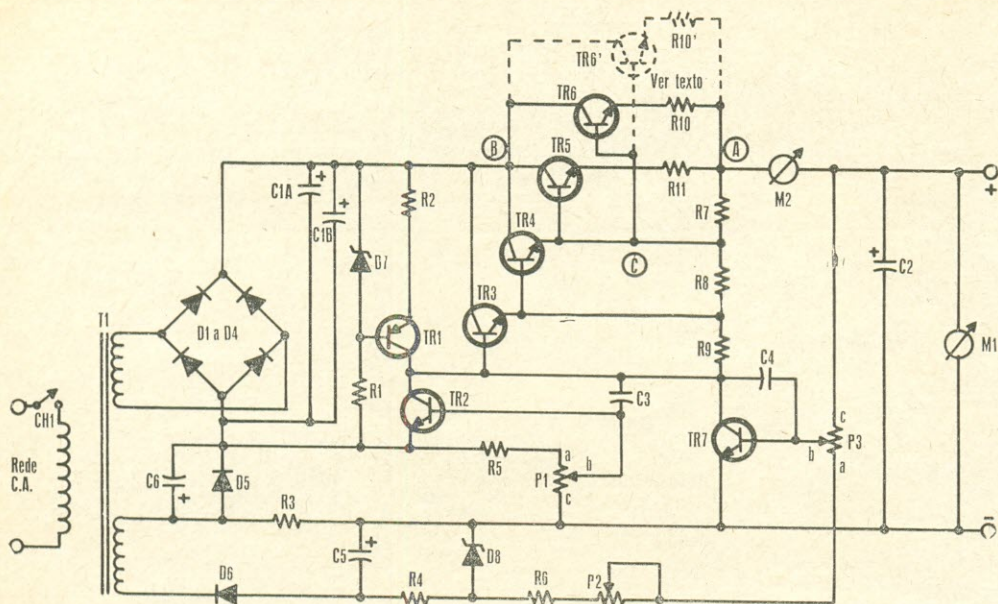 R10'
TR6'
Ver texto
TR6
R10
B
A
TR5
R11
M2
+
C1A
+
C1B
+
R2
R7
TR4
C
C2
+
D7
R8
TR3
T1
D1 a D4
TR1
R9
M1
C4
R1
TR2
C3
CH1
TR7
c
P3
b
a
R5
a
P1
b
c
Rede
C.A.
C6
+
D5
R3
C5
+
D8
−
D6
R4
R6
P2